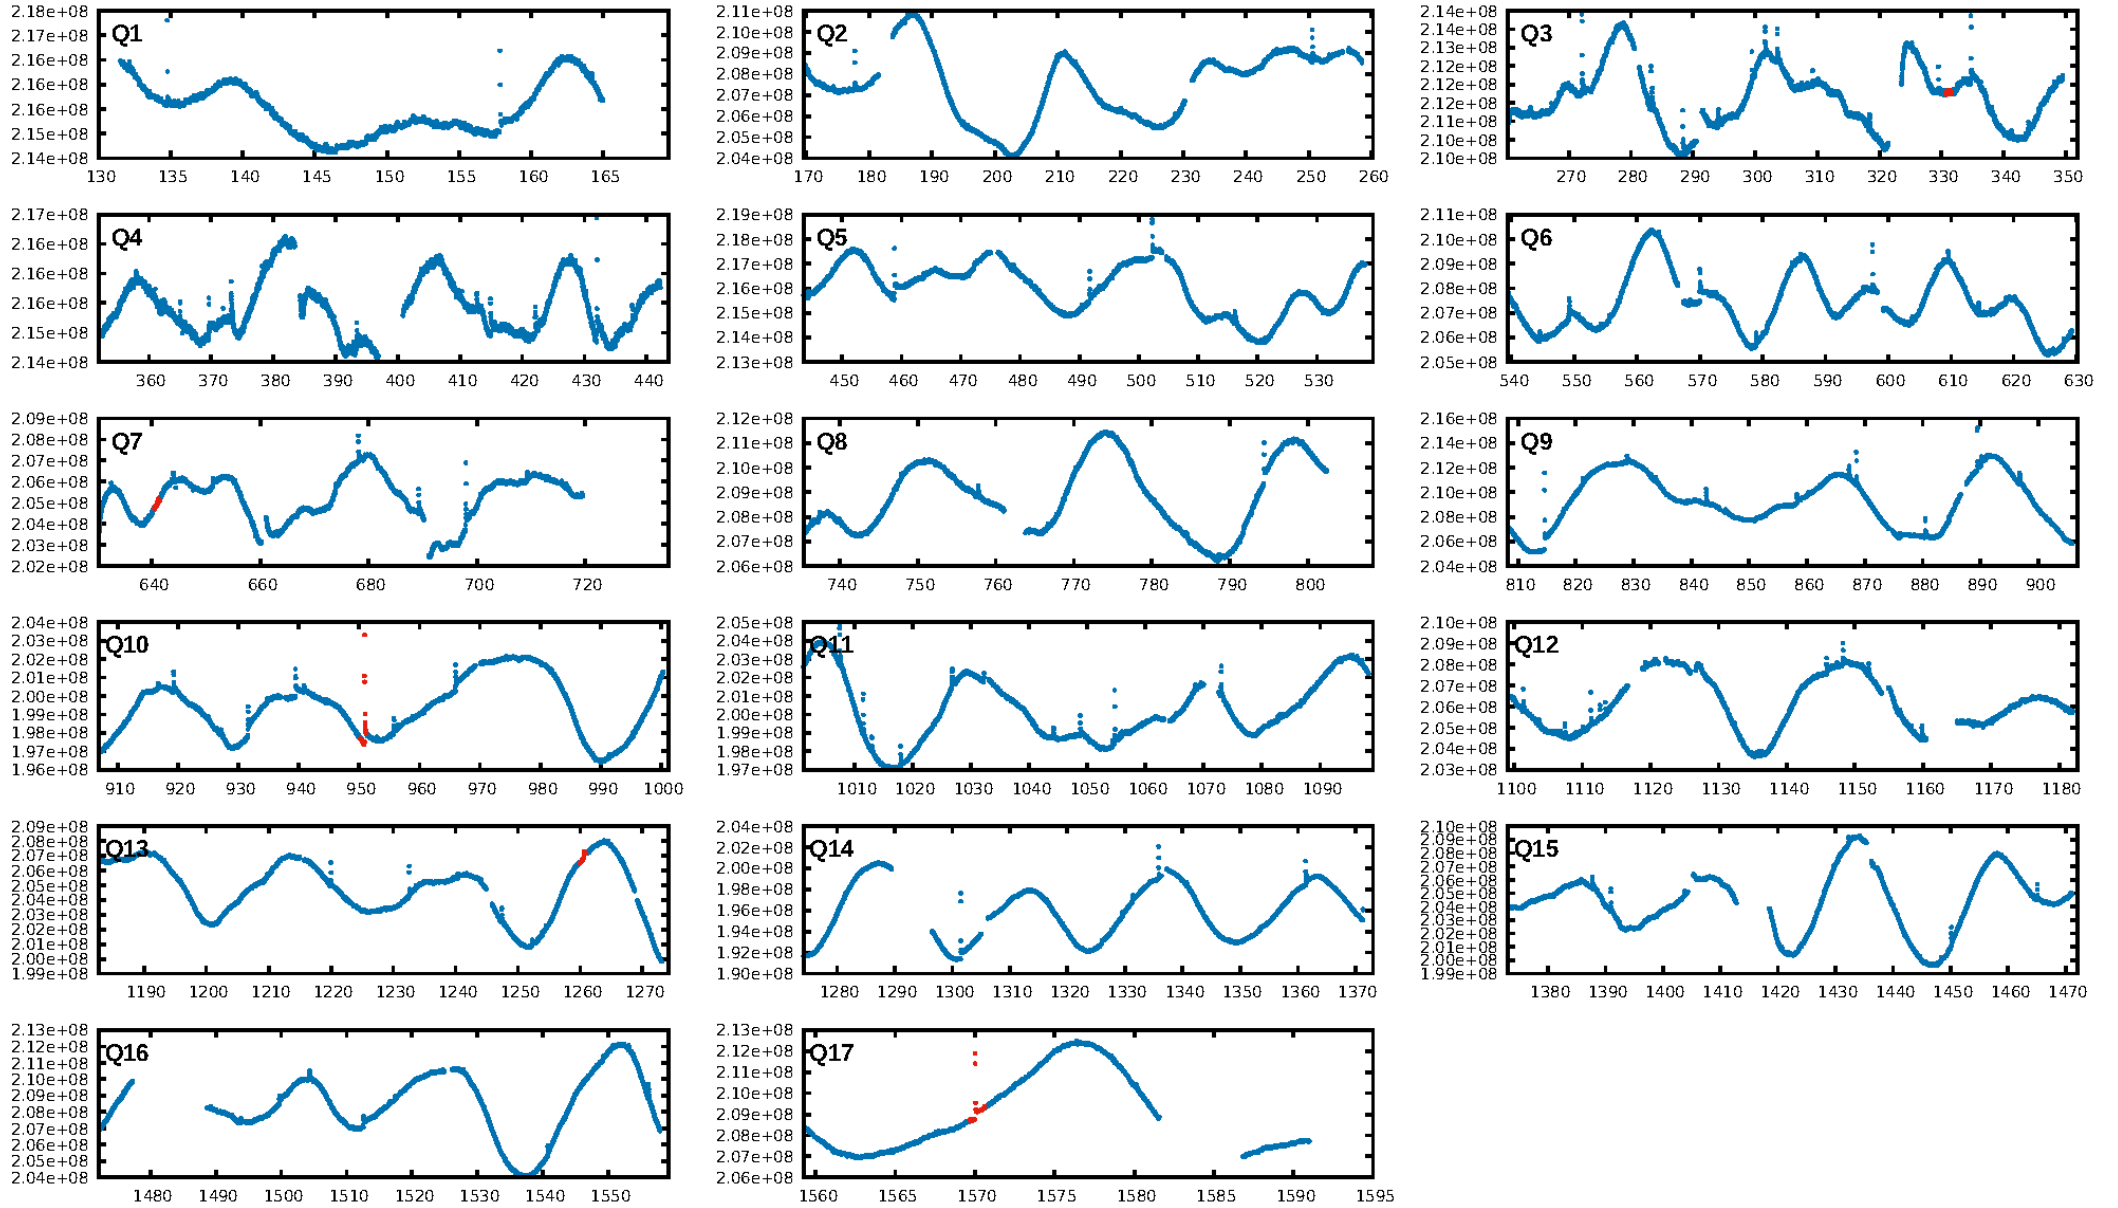 2.18e+08
2.17e+08
2.16e+08
2.16e+08
2.16e+08
2.15e+08
2.14e+08
Q1
130 135 140 145 150 155 160 165
2.11e+08
2.10e+08
2.09e+08
2.08e+08
2.07e+08
2.06e+08
2.05e+08
2.04e+08
Q2
170 180 190 200 210 220 230 240 250 260
2.14e+08
2.14e+08
2.13e+08
2.12e+08
2.12e+08
2.12e+08
2.11e+08
2.10e+08
2.10e+08
Q3
270 280 290 300 310 320 330 340 350
2.17e+08
2.16e+08
2.16e+08
2.16e+08
2.15e+08
2.14e+08
Q4
360 370 380 390 400 410 420 430 440
2.19e+08
2.18e+08
2.17e+08
2.16e+08
2.15e+08
2.14e+08
2.13e+08
Q5
450 460 470 480 490 500 510 520 530
2.11e+08
2.10e+08
2.09e+08
2.08e+08
2.07e+08
2.06e+08
2.05e+08
Q6
540 550 560 570 580 590 600 610 620 630
2.09e+08
2.08e+08
2.07e+08
2.06e+08
2.05e+08
2.04e+08
2.03e+08
2.02e+08
Q7
640 660 680 700 720
2.12e+08
2.11e+08
2.10e+08
2.09e+08
2.08e+08
2.07e+08
2.06e+08
Q8
740 750 760 770 780 790 800
2.16e+08
2.14e+08
2.12e+08
2.10e+08
2.08e+08
2.06e+08
2.04e+08
Q9
810 820 830 840 850 860 870 880 890 900
2.04e+08
2.03e+08
2.02e+08
2.01e+08
2.00e+08
1.99e+08
1.98e+08
1.97e+08
1.96e+08
Q10
910 920 930 940 950 960 970 980 990 1000
2.05e+08
2.04e+08
2.03e+08
2.02e+08
2.01e+08
2.00e+08
1.99e+08
1.98e+08
1.97e+08
Q11
1010 1020 1030 1040 1050 1060 1070 1080 1090
2.10e+08
2.09e+08
2.08e+08
2.07e+08
2.06e+08
2.05e+08
2.04e+08
2.03e+08
Q12
1100 1110 1120 1130 1140 1150 1160 1170 1180
2.09e+08
2.08e+08
2.07e+08
2.06e+08
2.05e+08
2.04e+08
2.03e+08
2.02e+08
2.01e+08
2.00e+08
1.99e+08
Q13
1190 1200 1210 1220 1230 1240 1250 1260 1270
2.04e+08
2.02e+08
2.00e+08
1.98e+08
1.96e+08
1.94e+08
1.92e+08
1.90e+08
Q14
1280 1290 1300 1310 1320 1330 1340 1350 1360 1370
2.10e+08
2.09e+08
2.08e+08
2.07e+08
2.06e+08
2.05e+08
2.04e+08
2.03e+08
2.02e+08
2.01e+08
2.00e+08
1.99e+08
Q15
1380 1390 1400 1410 1420 1430 1440 1450 1460 1470
2.13e+08
2.12e+08
2.11e+08
2.10e+08
2.09e+08
2.08e+08
2.07e+08
2.06e+08
2.05e+08
2.04e+08
Q16
1480 1490 1500 1510 1520 1530 1540 1550
2.13e+08
2.12e+08
2.11e+08
2.10e+08
2.09e+08
2.08e+08
2.07e+08
2.06e+08
Q17
1560 1565 1570 1575 1580 1585 1590 1595